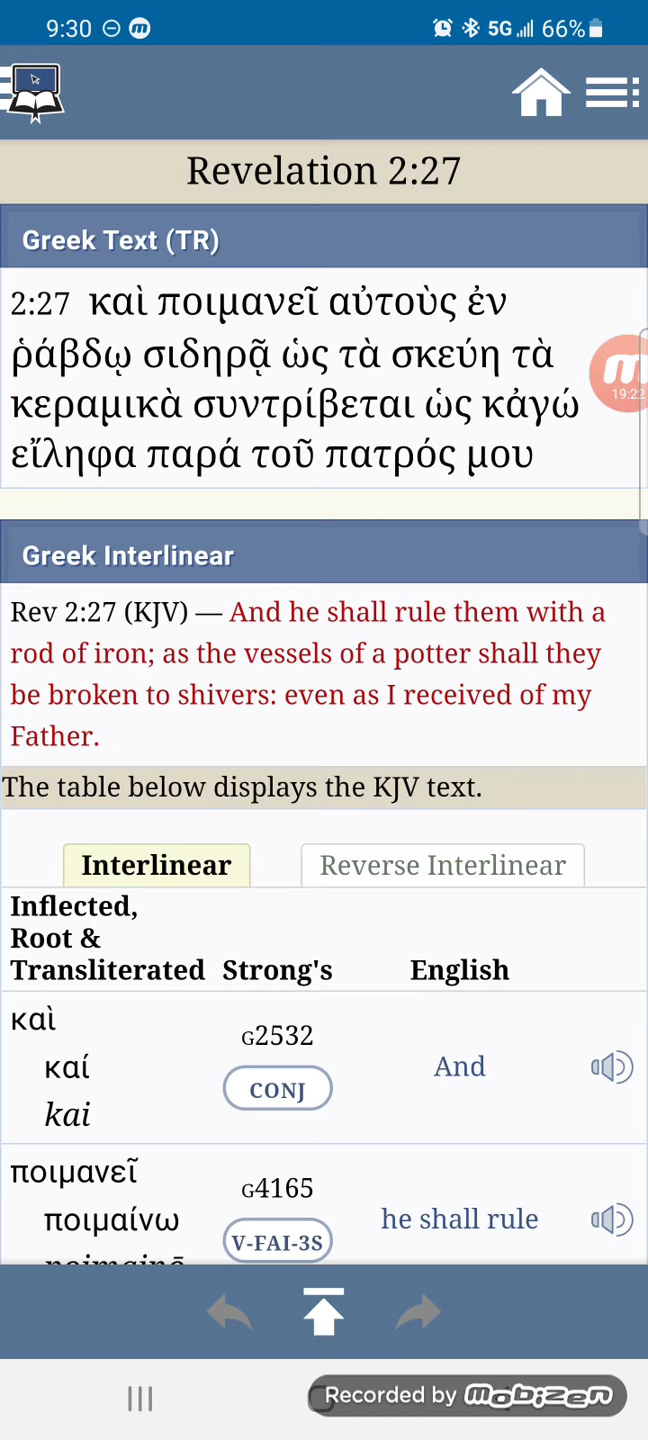 9:30 m 5G 66%
Revelation 2:27
Greek Text (TR)
2:27 καὶ ποιμανεῖ αὐτοὺς ἐν
ῥάβδῳ σιδηρᾷ ὡς τὰ σκεύη τὰ
κεραμικὰ συντρίβεται ὡς κἀγώ
εἴληφα παρά τοῦ πατρός μου
m
19:22
Greek Interlinear
Rev 2:27 (KJV) — And he shall rule them with a
rod of iron; as the vessels of a potter shall they
be broken to shivers: even as I received of my
Father.
The table below displays the KJV text.
Interlinear Reverse Interlinear
Inflected,
Root &
Transliterated Strong's English
καὶ
G2532
καί And
CONJ
kai
ποιμανεῖ
G4165
ποιμαίνω he shall rule
V-FAI-3S
poimainō
Recorded by mobizen